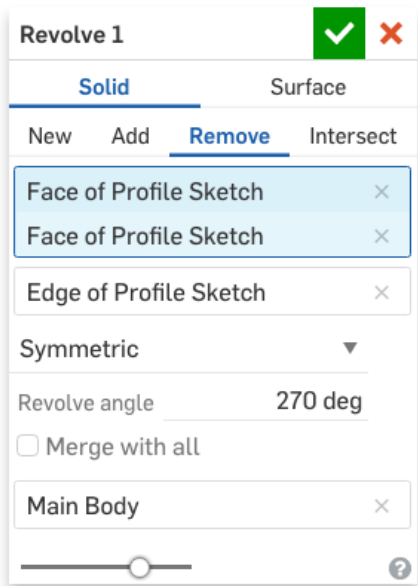 Revolve 1
Solid Surface
New Add Remove Intersect
Face of Profile Sketch
Face of Profile Sketch
Edge of Profile Sketch
Symmetric
Revolve angle 270 deg
Merge with all
Main Body
?